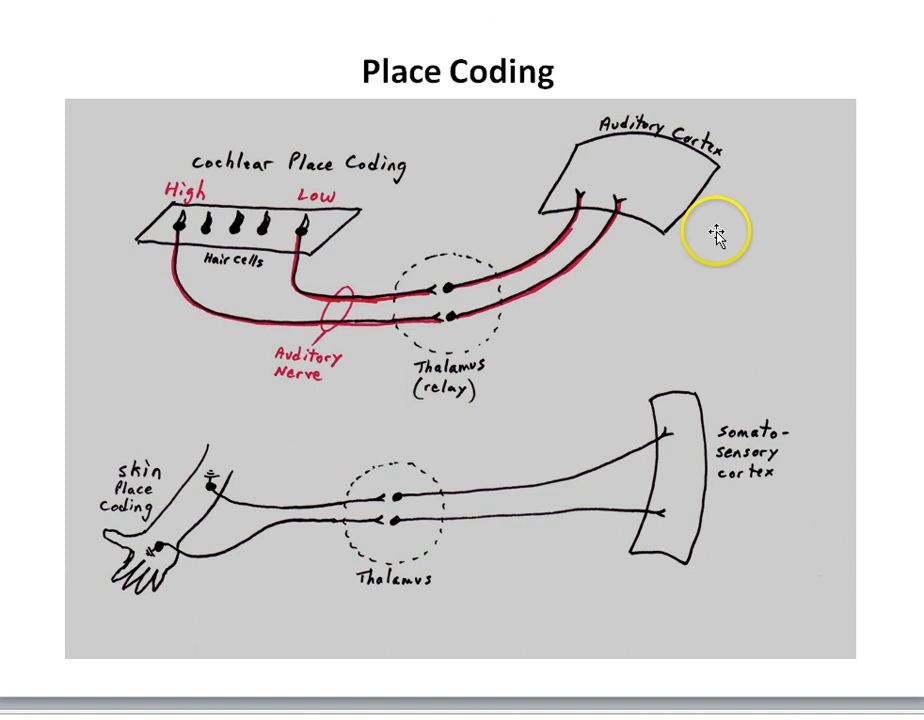 Place Coding
Auditory Cortex
Cochlear Place Coding
High
Low
Hair Cells
Auditory
Nerve
Thalamus
(relay)
skin
Place
Coding
Thalamus
somato-
sensory
cortex